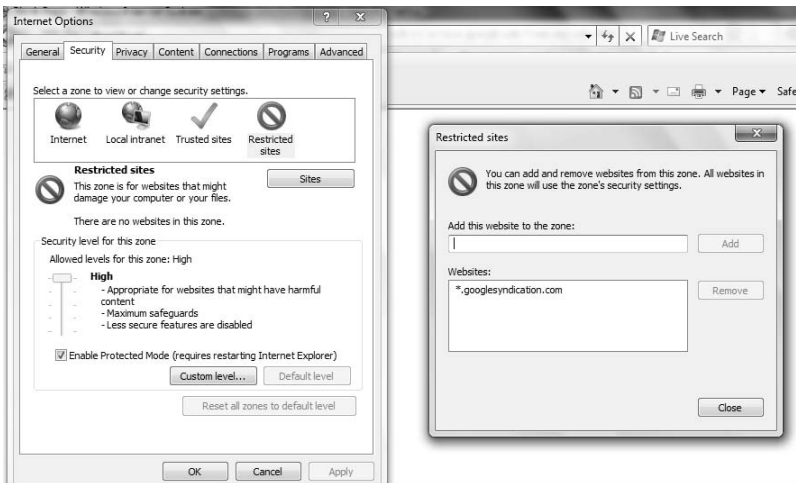 Internet Options
General Security Privacy Content Connections Programs Advanced
Select a zone to view or change security settings.
Internet Local intranet Trusted sites Restricted
sites
Restricted sites
This zone is for websites that might
damage your computer or your files.
Sites
There are no websites in this zone.
Security level for this zone
Allowed levels for this zone: High
High
- Appropriate for websites that might have harmful
content
- Maximum safeguards
- Less secure features are disabled
Enable Protected Mode (requires restarting Internet Explorer)
Custom level... Default level
Reset all zones to default level
OK Cancel Apply
Live Search
Page Safe
Restricted sites
You can add and remove websites from this zone. All websites in
this zone will use the zone's security settings.
Add this website to the zone:
Add
Websites:
*.googlesyndication.com
Remove
Close